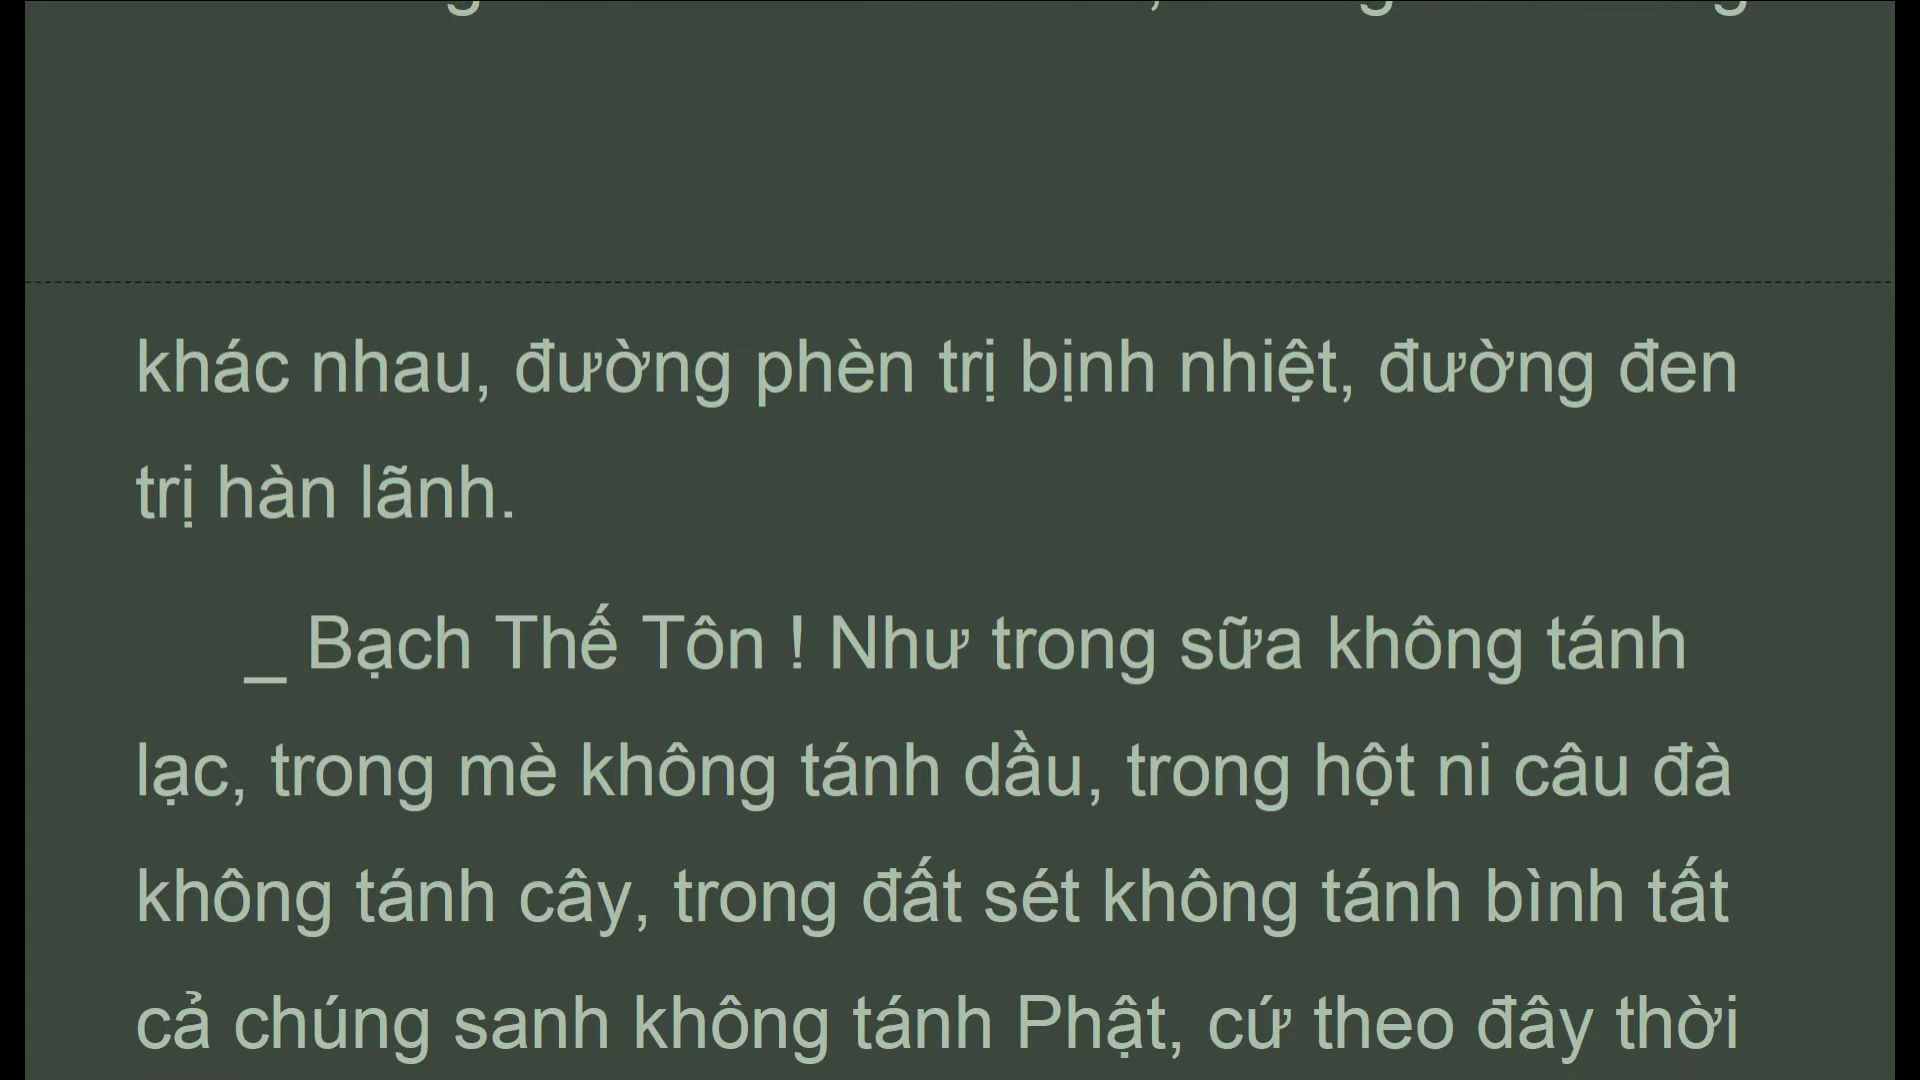 khác nhau, đường phèn trị bịnh nhiệt, đường đen
trị hàn lãnh.
_ Bạch Thế Tôn ! Như trong sữa không tánh
lạc, trong mè không tánh dầu, trong hột ni câu đà
không tánh cây, trong đất sét không tánh bình tất
cả chúng sanh không tánh Phật, cứ theo đây thời